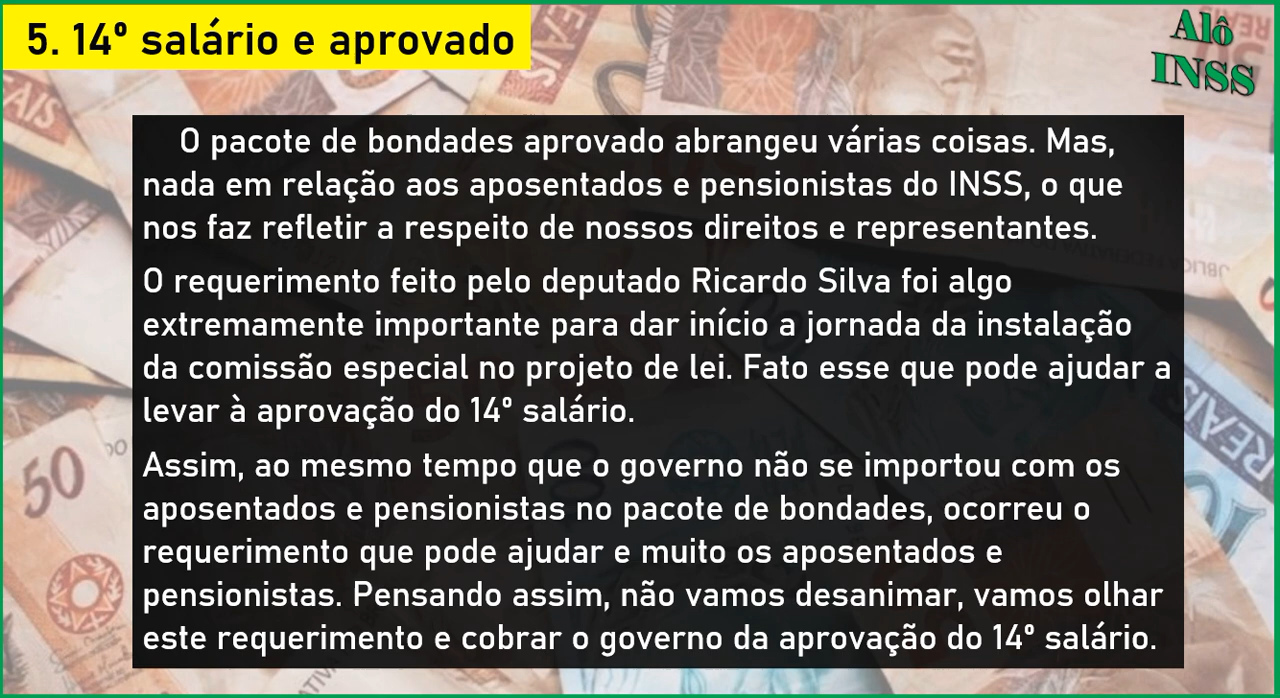 5. 14º salário e aprovado
Alô
INSS
O pacote de bondades aprovado abrangeu várias coisas. Mas,
nada em relação aos aposentados e pensionistas do INSS, o que
nos faz refletir a respeito de nossos direitos e representantes.
O requerimento feito pelo deputado Ricardo Silva foi algo
extremamente importante para dar início a jornada da instalação
da comissão especial no projeto de lei. Fato esse que pode ajudar a
levar à aprovação do 14º salário.
Assim, ao mesmo tempo que o governo não se importou com os
aposentados e pensionistas no pacote de bondades, ocorreu o
requerimento que pode ajudar e muito os aposentados e
pensionistas. Pensando assim, não vamos desanimar, vamos olhar
este requerimento e cobrar o governo da aprovação do 14º salário.
REAIS
50